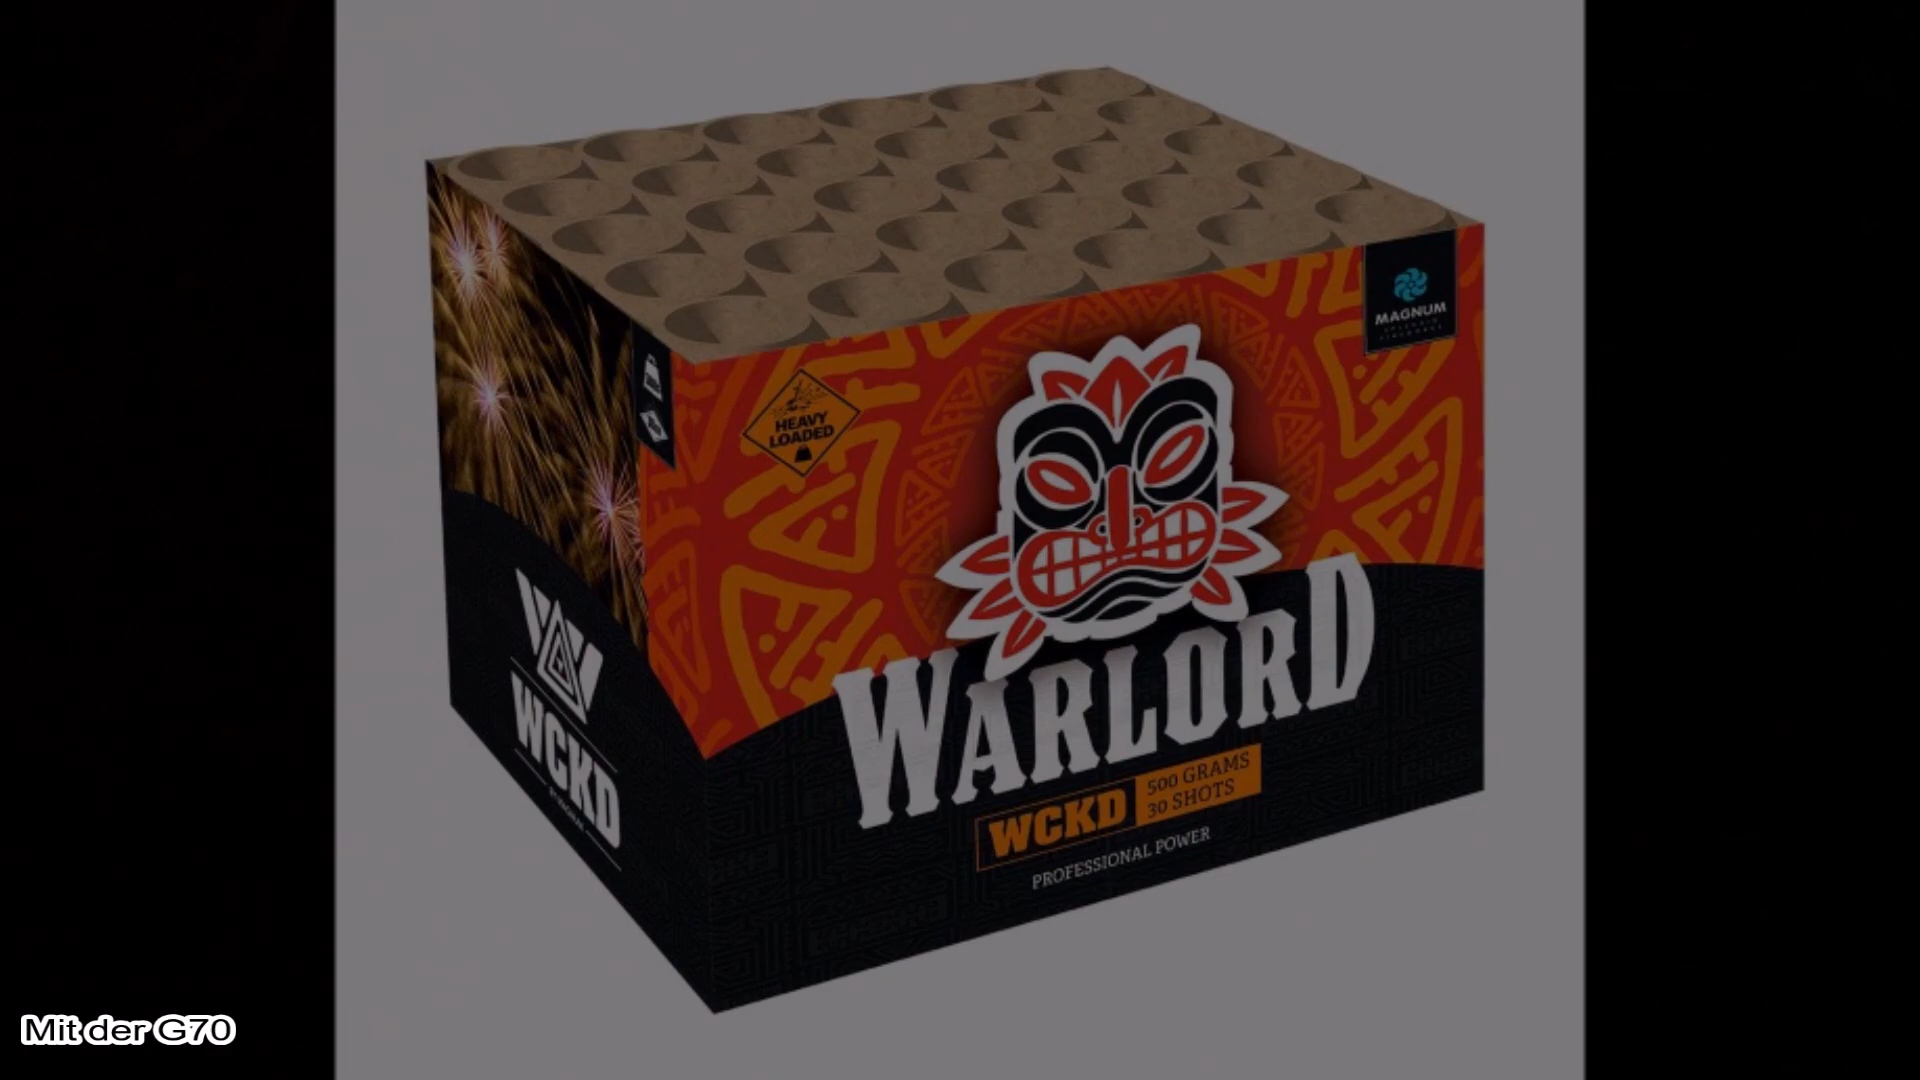 MAGNUM
HEAVY
LOADED
WARLORD
WCKD
500 GRAMS
30 SHOTS
PROFESSIONAL POWER
WCKD
Mit der G70